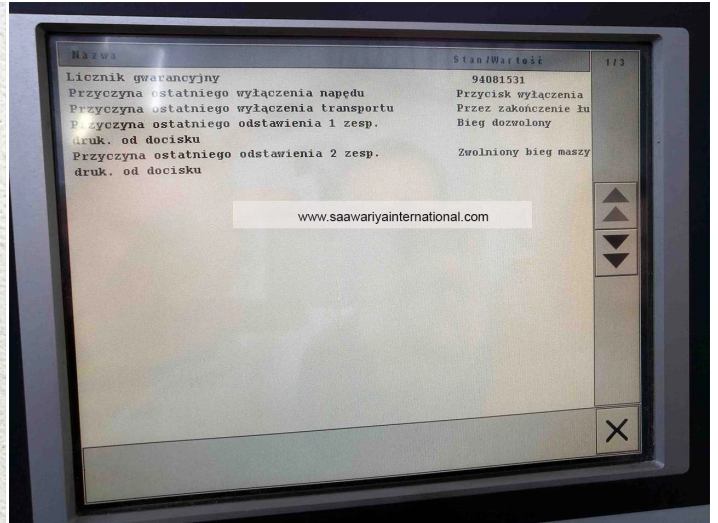 Nazwa Stan/Wartość 1/3
Licznik gwarancyjny 94081531
Przyczyna ostatniego wyłączenia napędu Przycisk wyłączenia
Przyczyna ostatniego wyłączenia transportu Przez zakończenie łu
Przyczyna ostatniego odstawienia 1 zesp. Bieg dozwolony
druk. od docisku
Przyczyna ostatniego odstawienia 2 zesp. Zwolniony bieg maszy
druk. od docisku
www.saawariyainternational.com